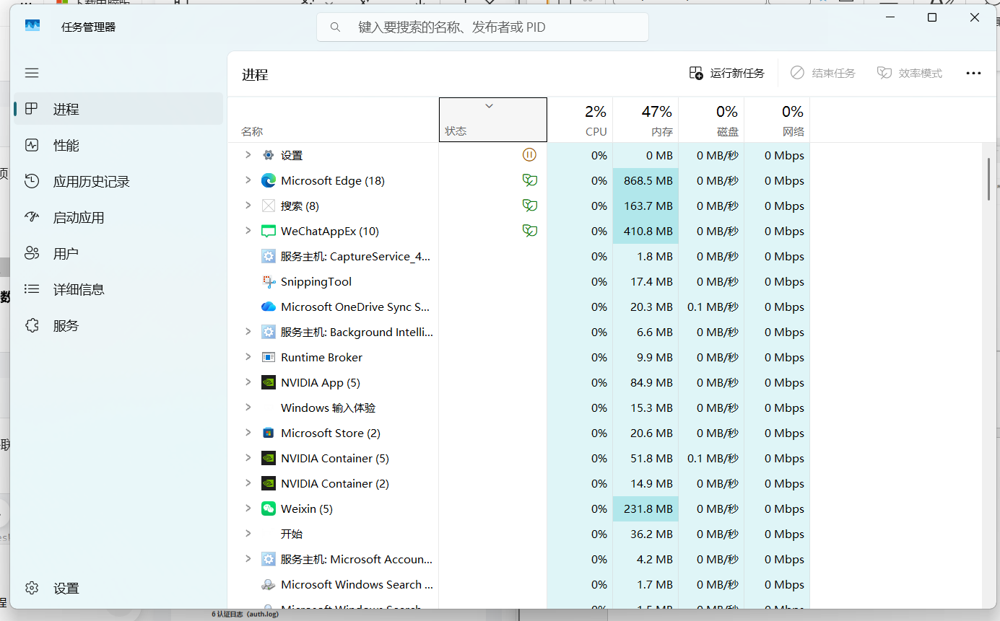 任务管理器
键入要搜索的名称、发布者或 PID
进程
运行新任务
结束任务
效率模式
进程
性能
应用历史记录
启动应用
用户
详细信息
服务
设置
名称
状态
2% CPU
47% 内存
0% 磁盘
0% 网络
设置 0% 0 MB 0 MB/秒 0 Mbps
Microsoft Edge (18) 0% 868.5 MB 0 MB/秒 0 Mbps
搜索 (8) 0% 163.7 MB 0 MB/秒 0 Mbps
WeChatAppEx (10) 0% 410.8 MB 0 MB/秒 0 Mbps
服务主机: CaptureService_4... 0% 1.8 MB 0 MB/秒 0 Mbps
SnippingTool 0% 17.4 MB 0 MB/秒 0 Mbps
Microsoft OneDrive Sync S... 0% 20.3 MB 0.1 MB/秒 0 Mbps
服务主机: Background Intelli... 0% 6.6 MB 0 MB/秒 0 Mbps
Runtime Broker 0% 9.9 MB 0 MB/秒 0 Mbps
NVIDIA App (5) 0% 84.9 MB 0 MB/秒 0 Mbps
Windows 输入体验 0% 15.3 MB 0 MB/秒 0 Mbps
Microsoft Store (2) 0% 20.6 MB 0 MB/秒 0 Mbps
NVIDIA Container (5) 0% 51.8 MB 0.1 MB/秒 0 Mbps
NVIDIA Container (2) 0% 14.9 MB 0 MB/秒 0 Mbps
Weixin (5) 0% 231.8 MB 0 MB/秒 0 Mbps
开始 0% 36.2 MB 0 MB/秒 0 Mbps
服务主机: Microsoft Accoun... 0% 4.2 MB 0 MB/秒 0 Mbps
Microsoft Windows Search ... 0% 1.7 MB 0 MB/秒 0 Mbps
6 认证日志（auth.log）